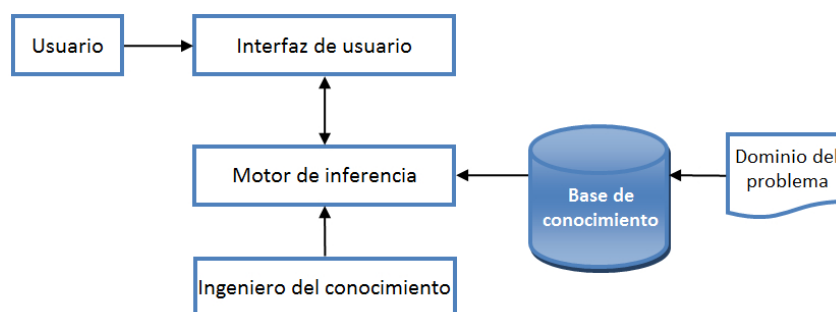 Usuario
Interfaz de usuario
Motor de inferencia
Base de
conocimiento
Dominio del
problema
Ingeniero del conocimiento